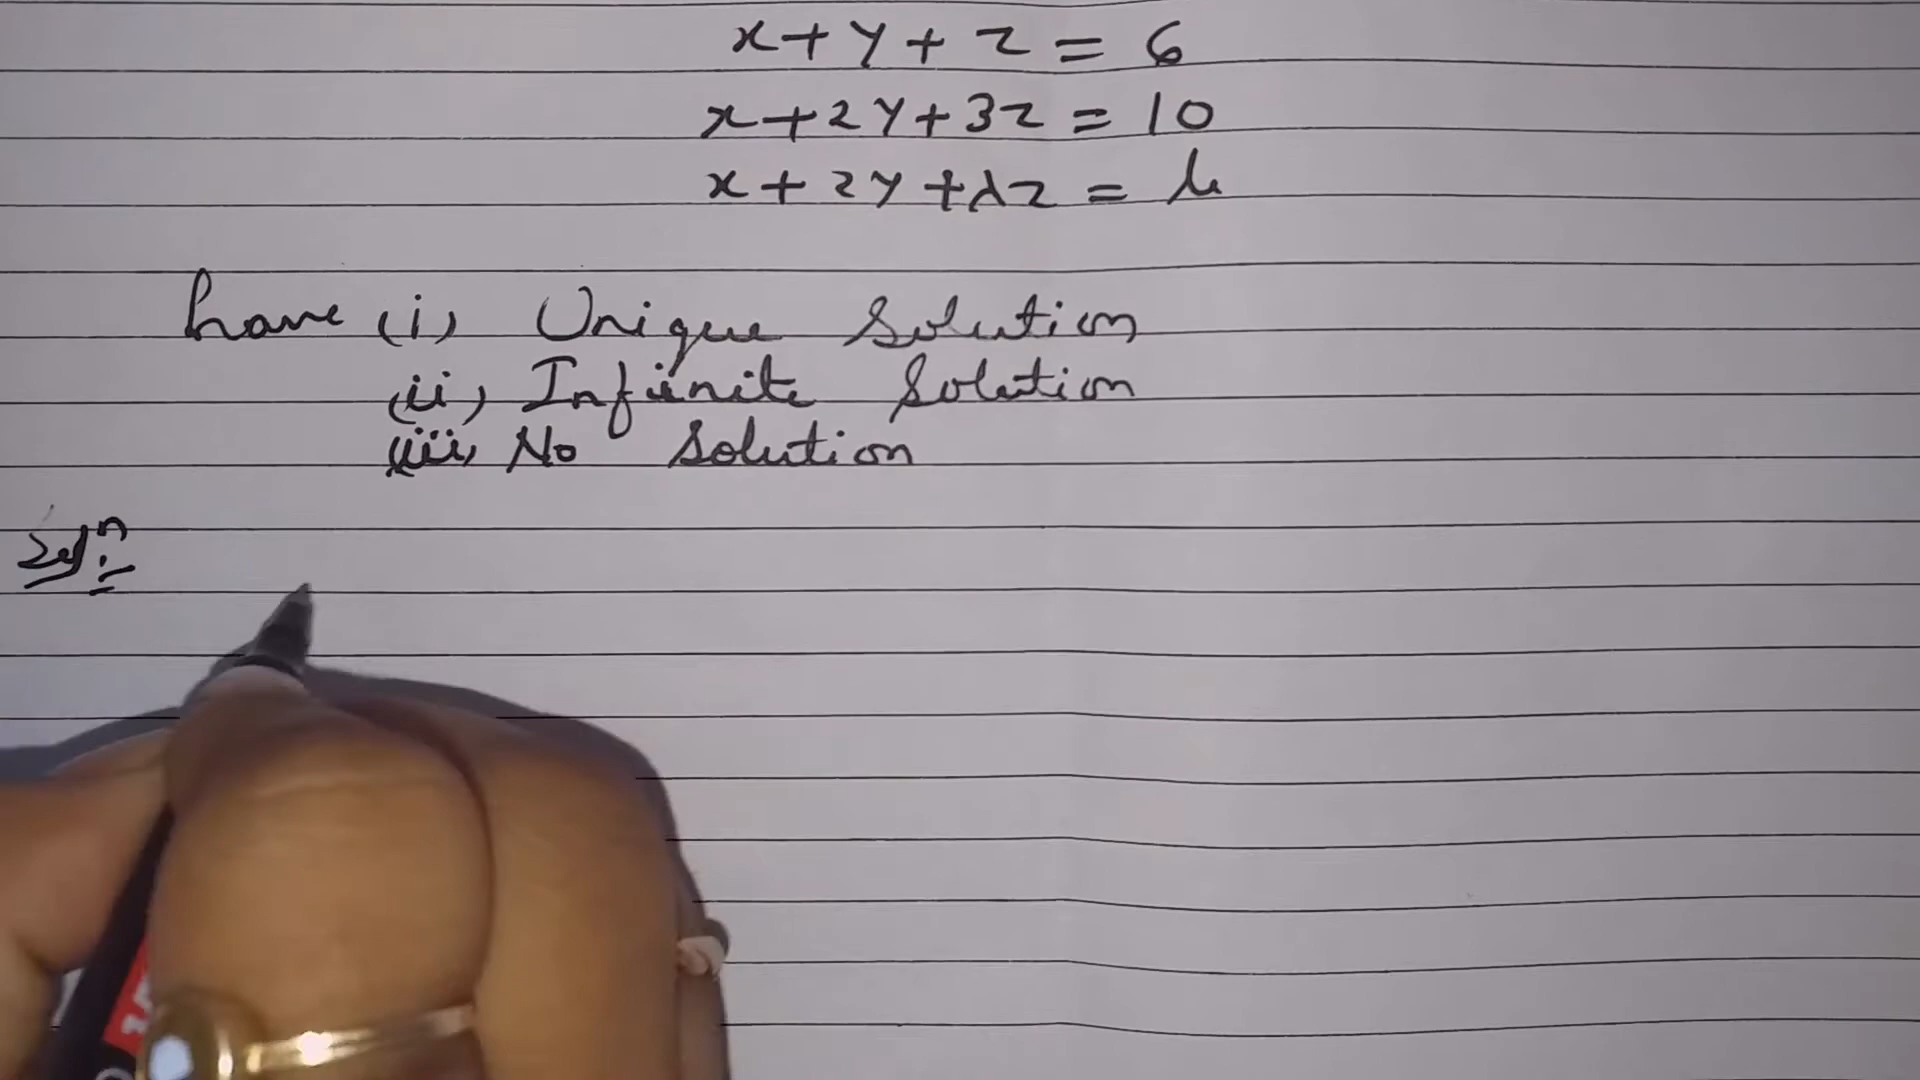 x+y+z=6
x+2y+3z=10
x+2y+λz=μ
have (i) Unique Solution
(ii) Infinite Solution
(iii) No Solution
Solⁿ:-